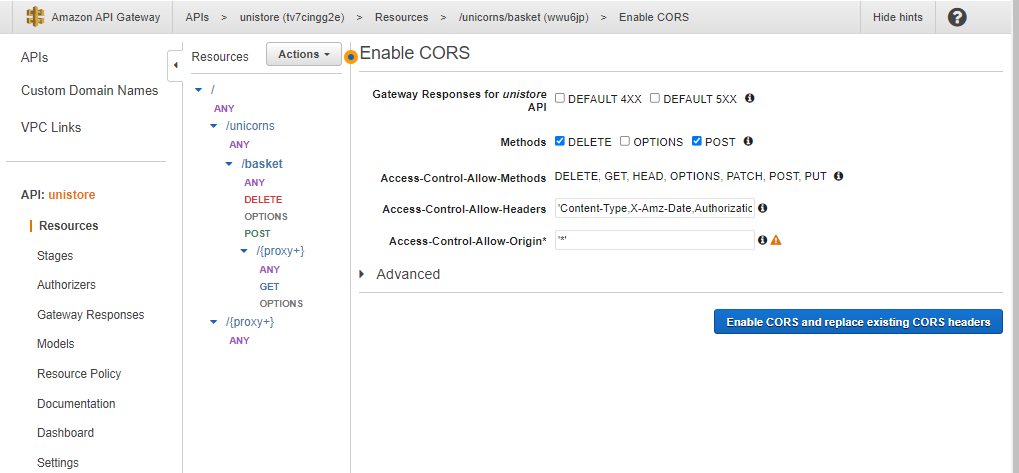 Amazon API Gateway APIs > unistore (tv7cingg2e) > Resources > /unicorns/basket (wwu6jp) > Enable CORS Hide hints ?
APIs
Custom Domain Names
VPC Links
API: unistore
Resources
Stages
Authorizers
Gateway Responses
Models
Resource Policy
Documentation
Dashboard
Settings
Resources Actions
/
ANY
/unicorns
ANY
/basket
ANY
DELETE
OPTIONS
POST
/{proxy+}
ANY
GET
OPTIONS
/{proxy+}
ANY
Enable CORS
Gateway Responses for unistore
API
DEFAULT 4XX DEFAULT 5XX
Methods DELETE OPTIONS POST
Access-Control-Allow-Methods DELETE, GET, HEAD, OPTIONS, PATCH, POST, PUT
Access-Control-Allow-Headers 'Content-Type,X-Amz-Date,Authorizatic
Access-Control-Allow-Origin* '*'
Advanced
Enable CORS and replace existing CORS headers